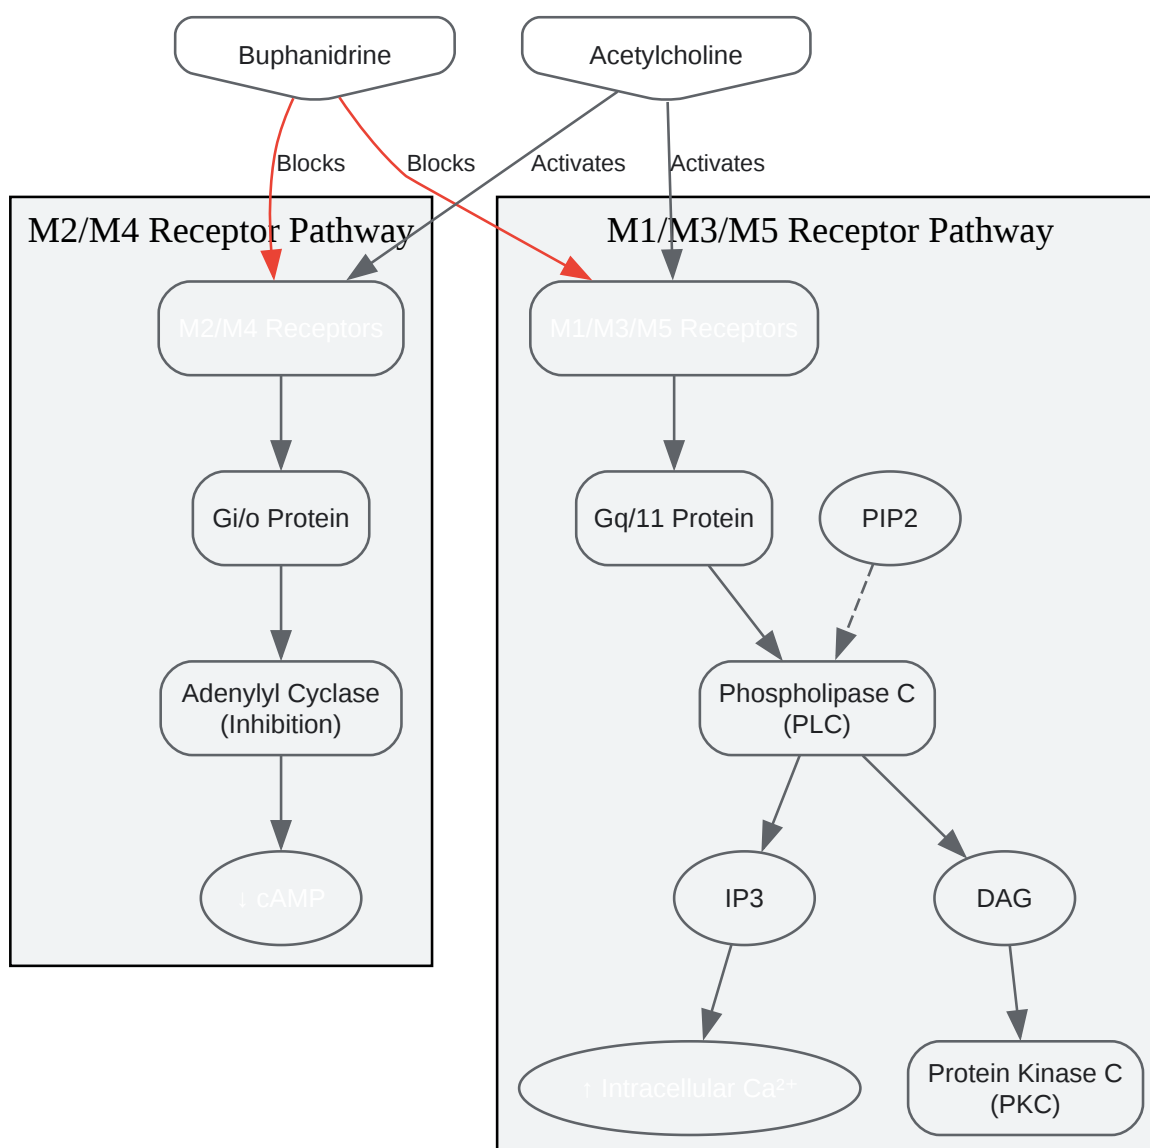 Buphanidrine
Acetylcholine
Blocks
Blocks
Activates
Activates
M2/M4 Receptor Pathway
M1/M3/M5 Receptor Pathway
M2/M4 Receptors
M1/M3/M5 Receptors
Gi/o Protein
Gq/11 Protein
PIP2
Adenylyl Cyclase
(Inhibition)
Phospholipase C
(PLC)
↓ cAMP
IP3
DAG
↑ Intracellular Ca²⁺
Protein Kinase C
(PKC)